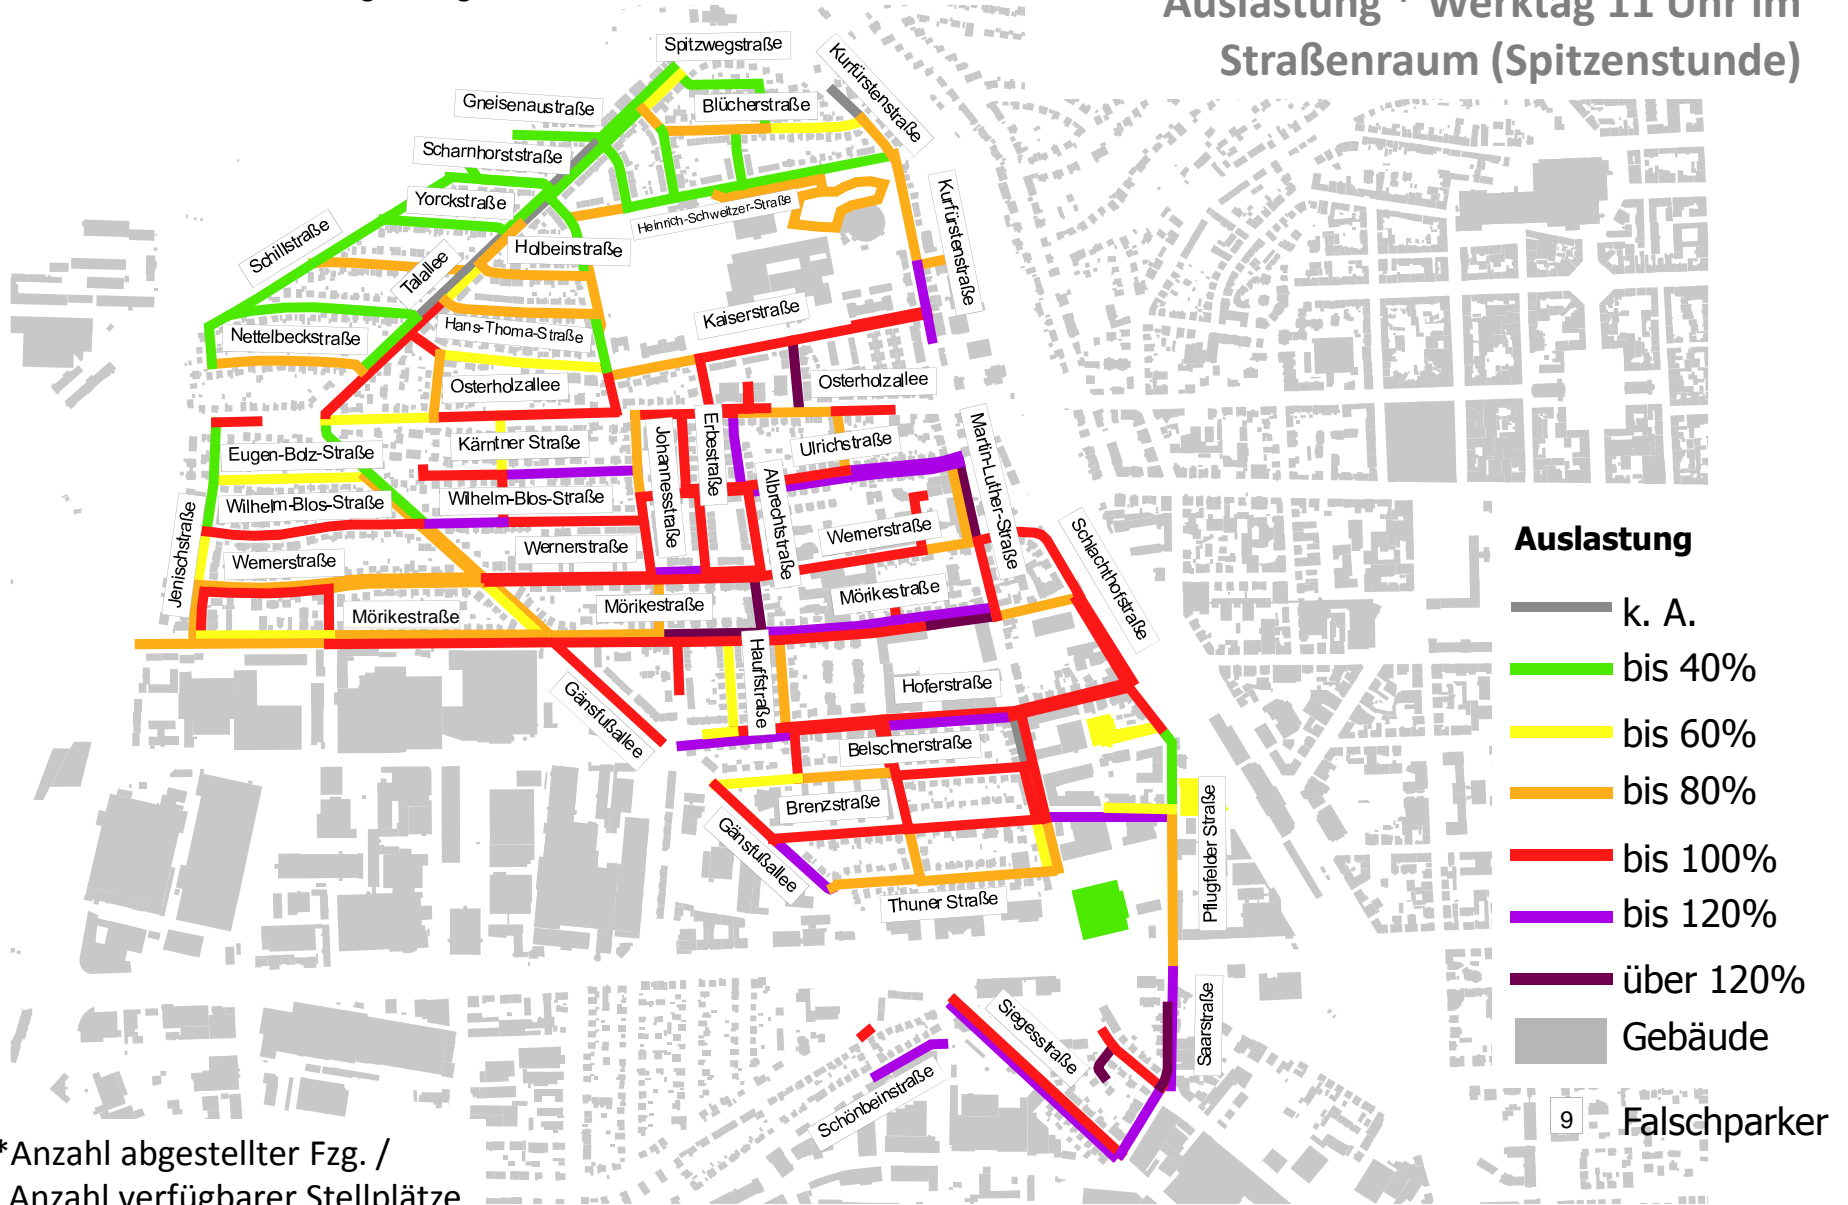 Auslastung * Werktag 11 Uhr im
Straßenraum (Spitzenstunde)
Spitzwegstraße
Kurfürstenstraße
Gneisenaustraße
Blücherstraße
Scharnhorststraße
Yorckstraße
Kurfürstenstraße
Heinrich-Schweitzer-Straße
Schillstraße
Holbeinstraße
Talallee
Kaiserstraße
Nettelbeckstraße
Hans-Thoma-Straße
Osterholzallee
Osterholzallee
Kärntner Straße
Eugen-Bolz-Straße
Johannesstraße
Erbestraße
Ulrichstraße
Martin-Luther-Straße
Albrechtstraße
Wilhelm-Blos-Straße
Wilhelm-Blos-Straße
Jenischstraße
Wernerstraße
Wernerstraße
Wernerstraße
Schlachthofstraße
Mörikestraße
Mörikestraße
Mörikestraße
Hauffstraße
Hoferstraße
Gänsfußallee
Belschnerstraße
Brenzstraße
Gänsfußallee
Pflugfelder Straße
Thuner Straße
Siegesstraße
Saarstraße
Schönbeinstraße
Auslastung
k. A.
bis 40%
bis 60%
bis 80%
bis 100%
bis 120%
über 120%
Gebäude
9 Falschparker
*Anzahl abgestellter Fzg. /
Anzahl verfügbarer Stellplätze